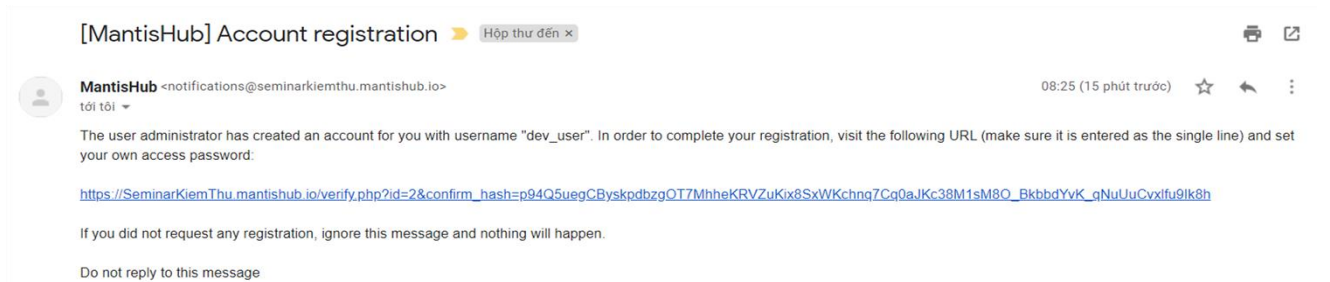 [MantisHub] Account registration Hộp thư đến ×
MantisHub <notifications@seminarkiemthu.mantishub.io> 08:25 (15 phút trước)
tới tôi
The user administrator has created an account for you with username "dev_user". In order to complete your registration, visit the following URL (make sure it is entered as the single line) and set
your own access password:
https://SeminarKiemThu.mantishub.io/verify.php?id=2&confirm_hash=p94Q5uegCByskpdbzgOT7MhheKRVZuKix8SxWKchnq7Cq0aJKc38M1sM8O_BkbbdYvK_qNuUuCvxlfu9Ik8h
If you did not request any registration, ignore this message and nothing will happen.
Do not reply to this message